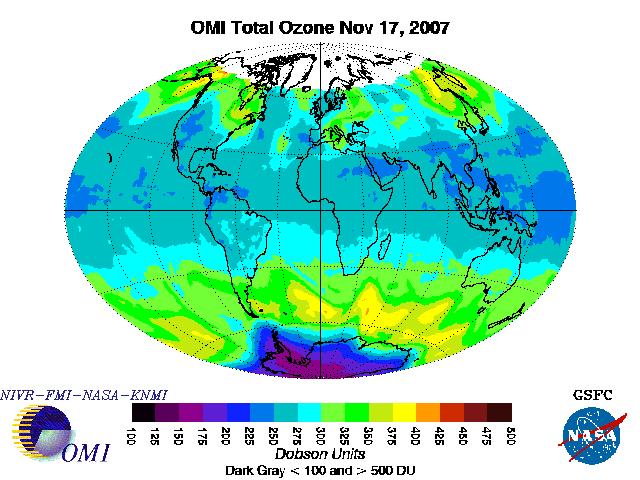 OMI Total Ozone Nov 17, 2007
NIVR-FMI-NASA-KNMI
GSFC
100 125 150 175 200 225 250 275 300 325 350 375 400 425 450 475 500
OMI
Dobson Units
NASA
Dark Gray < 100 and > 500 DU